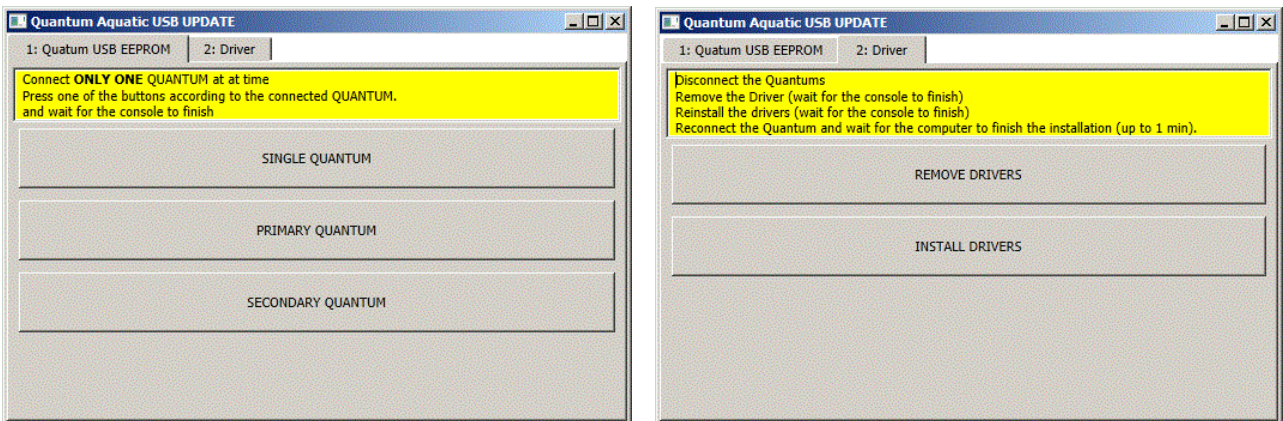 Quantum Aquatic USB UPDATE
1: Quatum USB EEPROM
2: Driver
Connect ONLY ONE QUANTUM at at time
Press one of the buttons according to the connected QUANTUM.
and wait for the console to finish
SINGLE QUANTUM
PRIMARY QUANTUM
SECONDARY QUANTUM
Quantum Aquatic USB UPDATE
1: Quatum USB EEPROM
2: Driver
Disconnect the Quantums
Remove the Driver (wait for the console to finish)
Reinstall the drivers (wait for the console to finish)
Reconnect the Quantum and wait for the computer to finish the installation (up to 1 min).
REMOVE DRIVERS
INSTALL DRIVERS